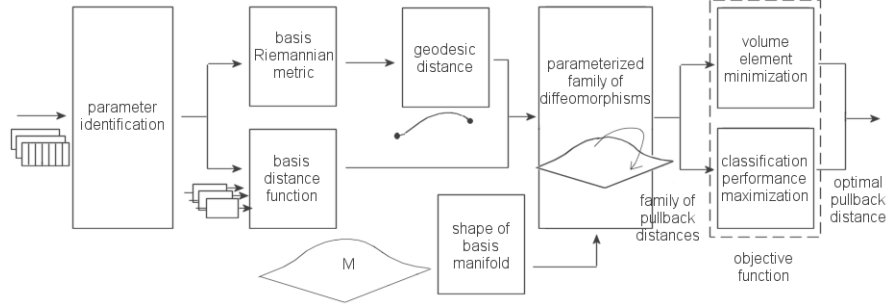 parameter
identification
basis
Riemannian
metric
geodesic
distance
basis
distance
function
parameterized
family of
diffeomorphisms
M
shape of
basis
manifold
family of
pullback
distances
volume
element
minimization
classification
performance
maximization
objective
function
optimal
pullback
distance